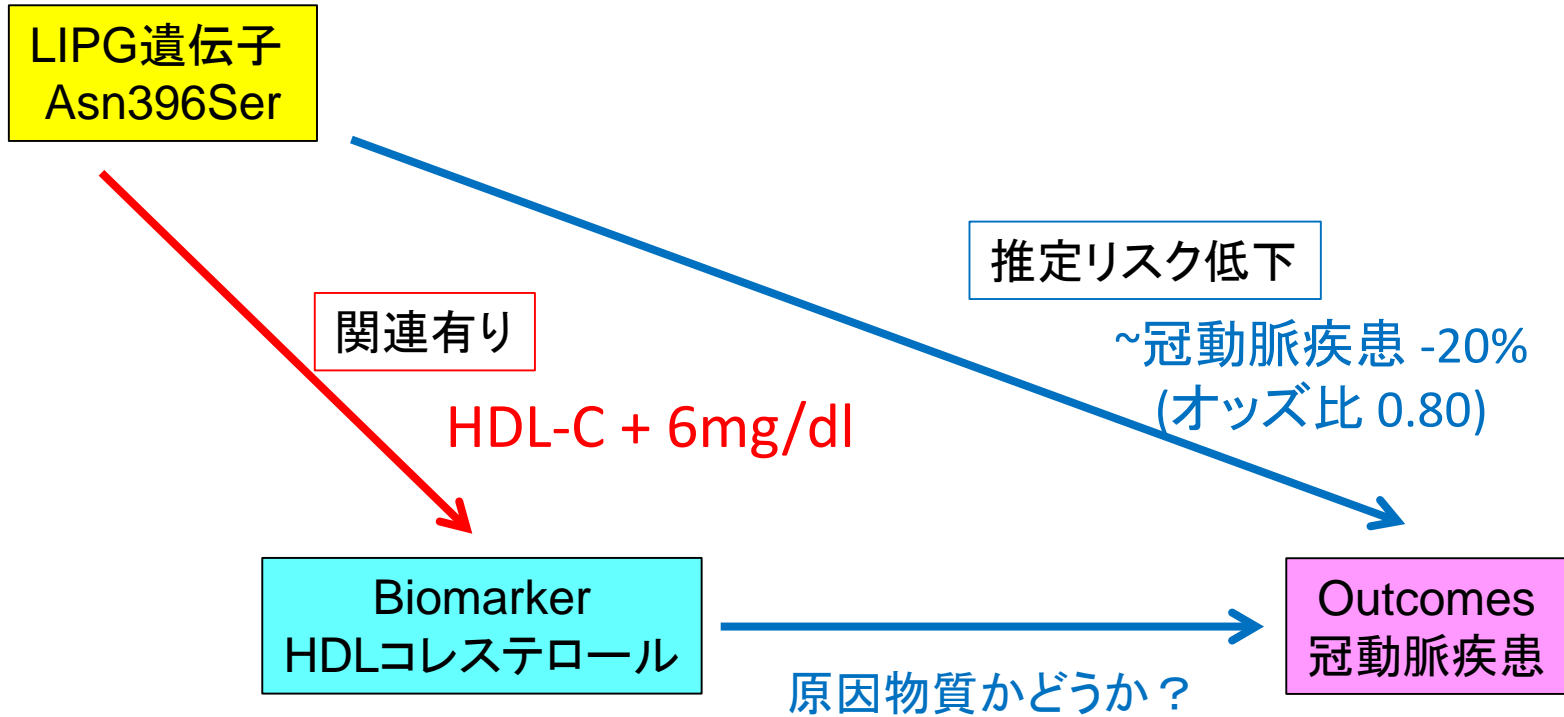 LIPG遺伝子
Asn396Ser
推定リスク低下
関連有り
~冠動脈疾患 -20%
(オッズ比 0.80)
HDL-C + 6mg/dl
Biomarker
HDLコレステロール
Outcomes
冠動脈疾患
原因物質かどうか？